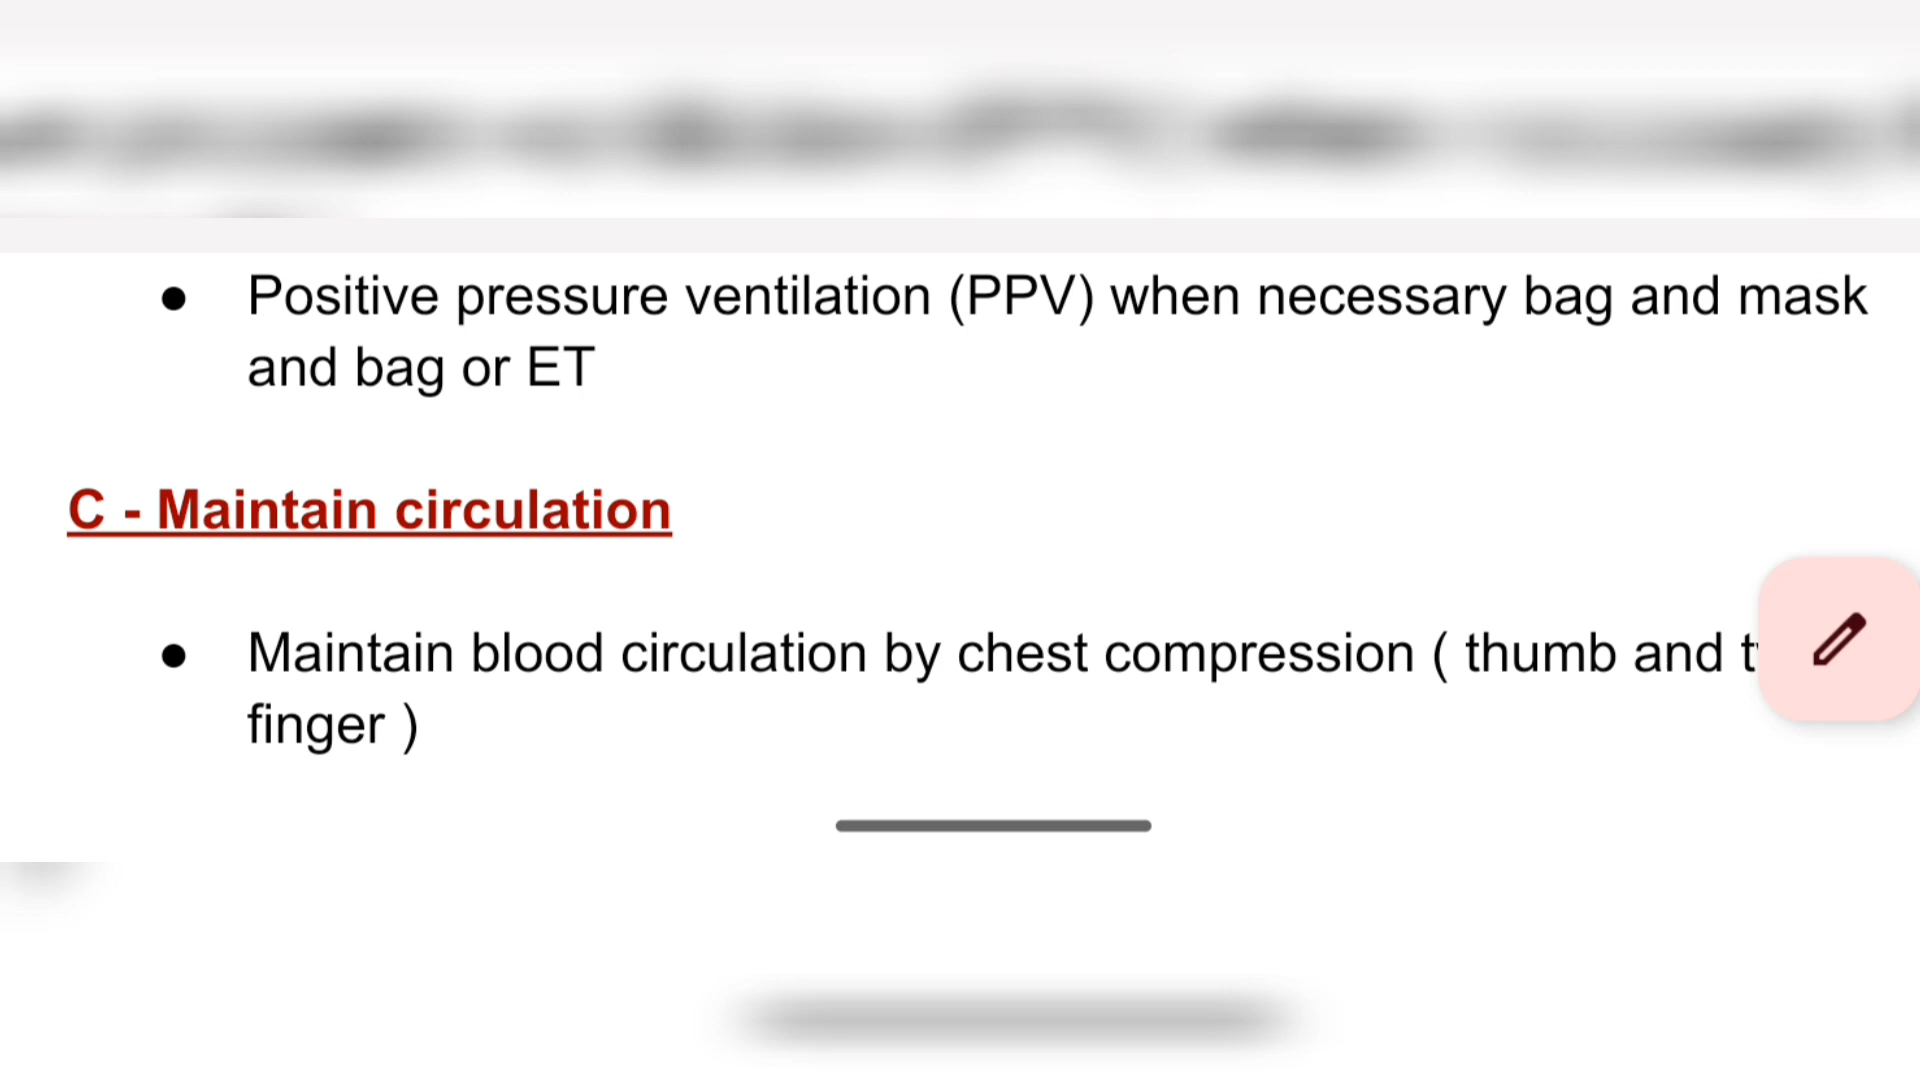 Positive pressure ventilation (PPV) when necessary bag and mask
and bag or ET
C - Maintain circulation
Maintain blood circulation by chest compression ( thumb and
finger )